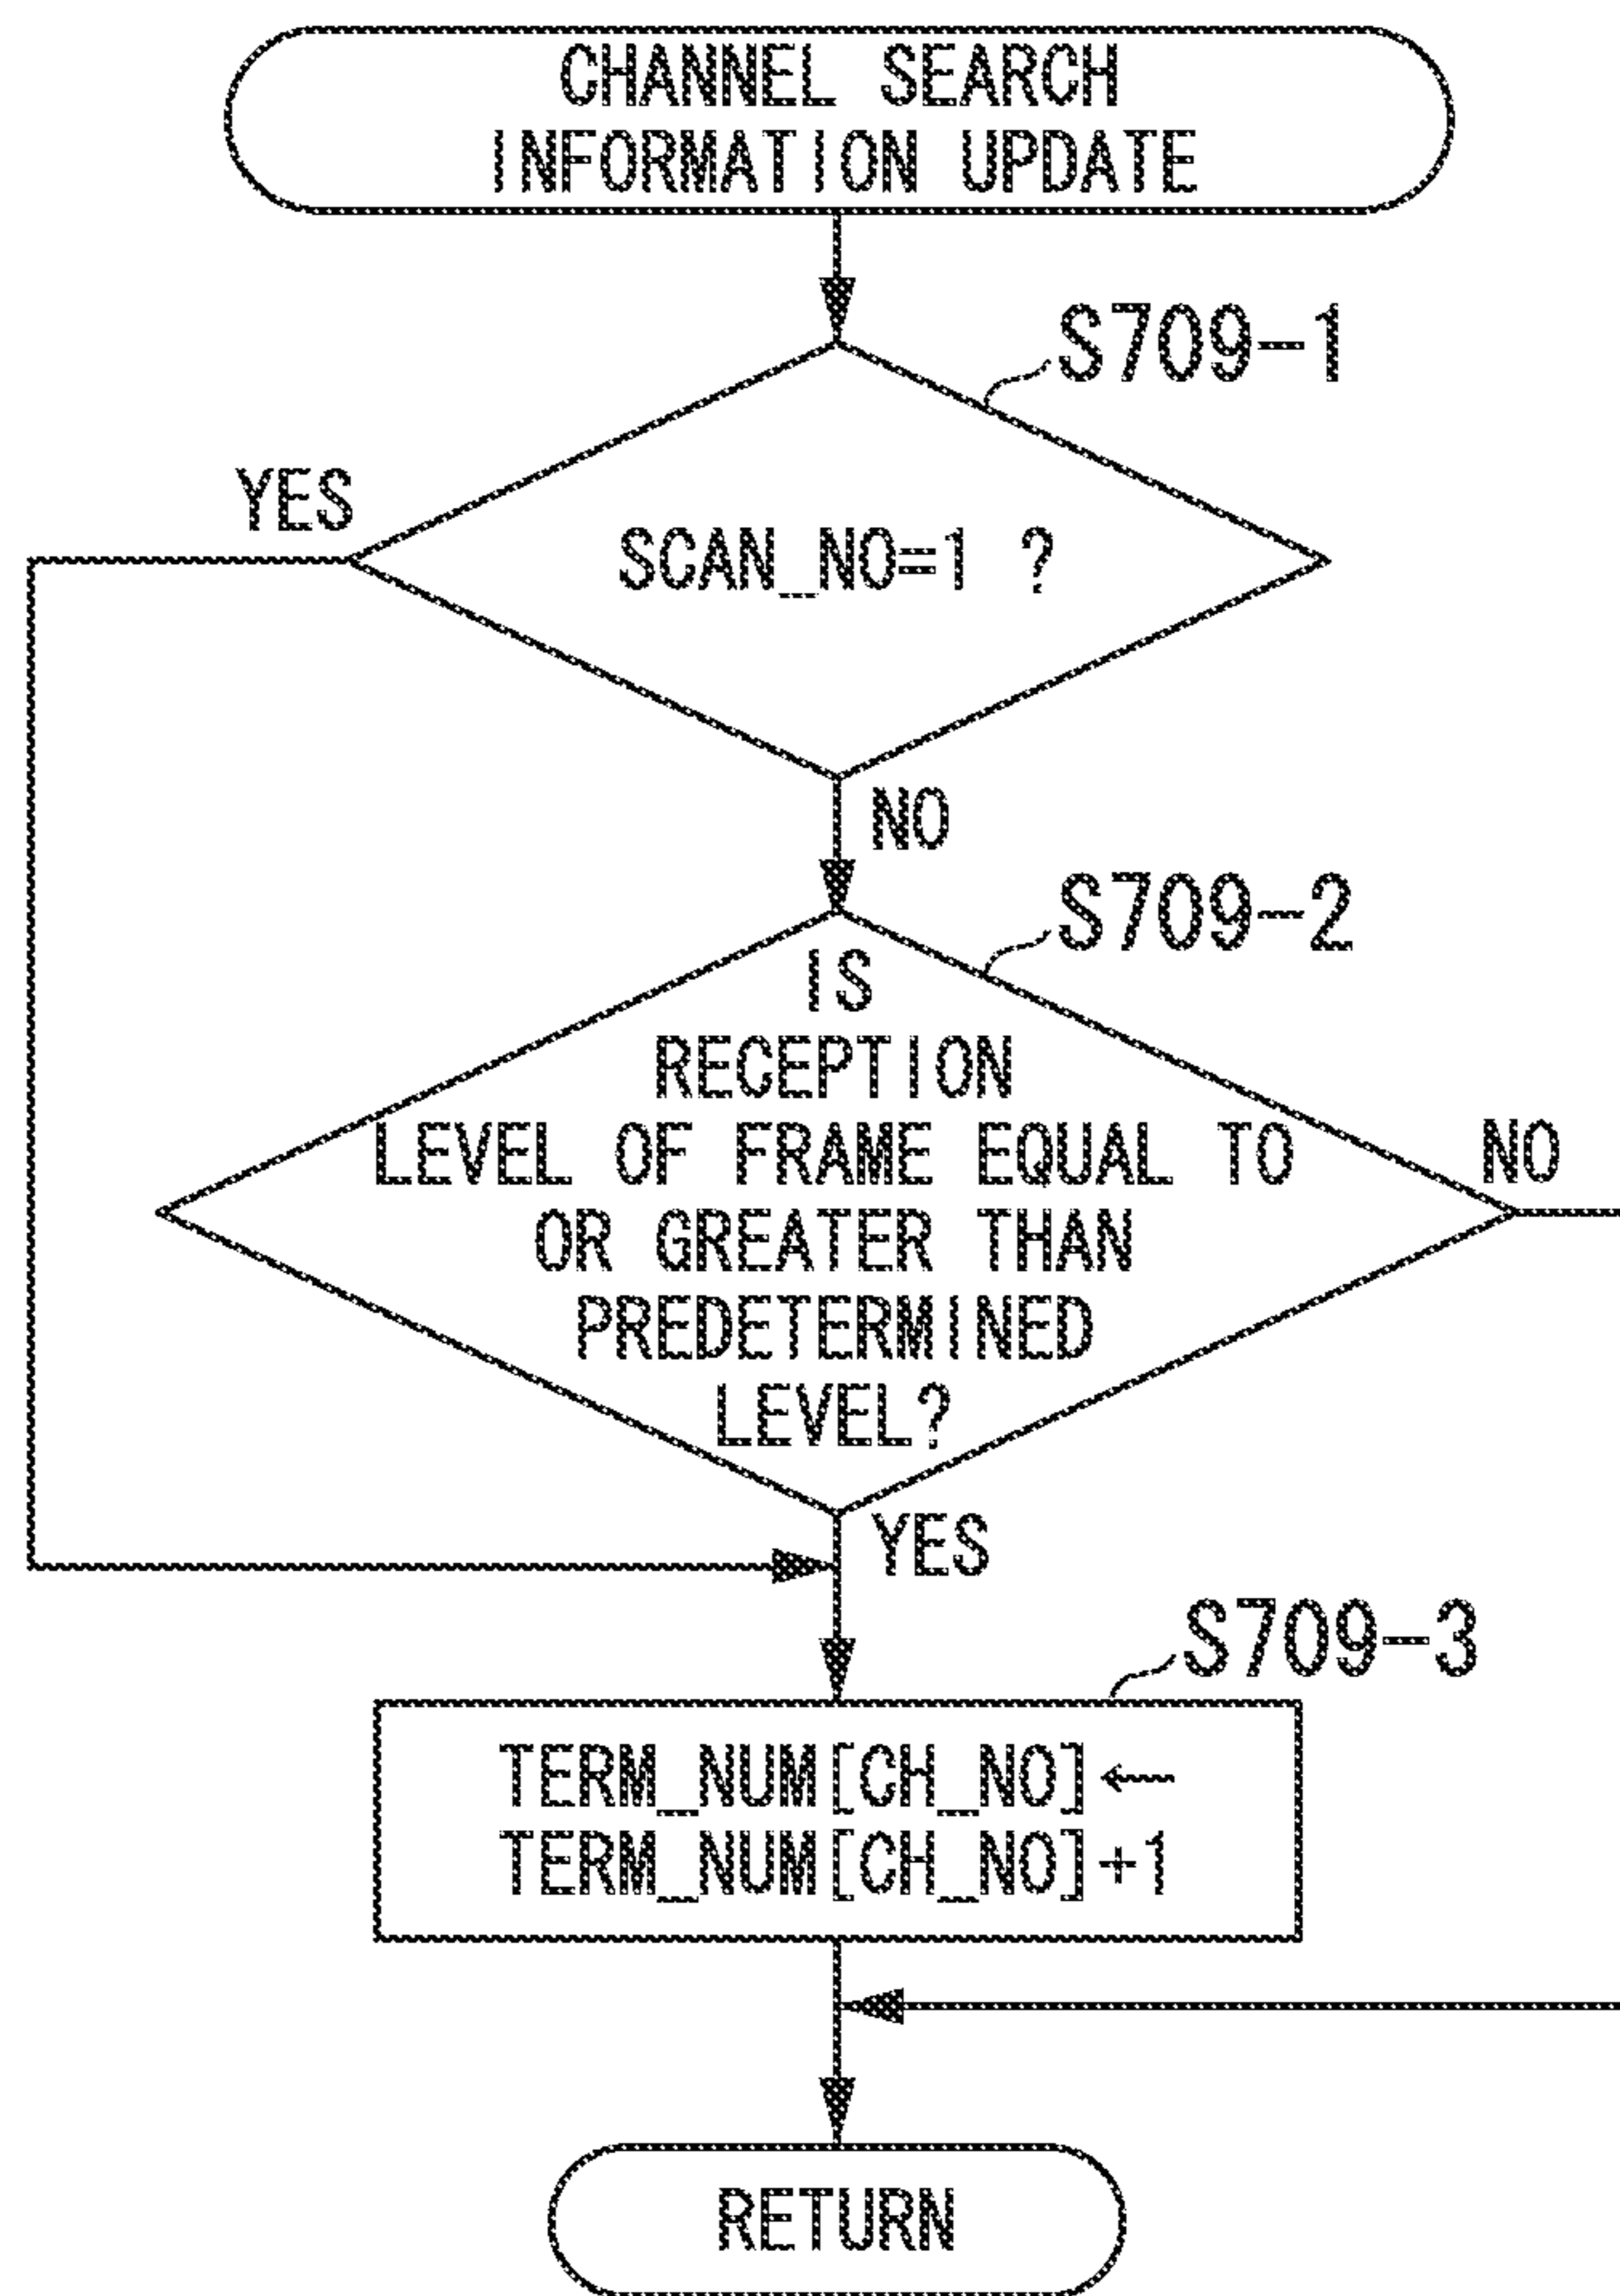 CHANNEL SEARCH
INFORMATION UPDATE
S709-1
YES
SCAN_NO=1 ?
NO
S709-2
IS
RECEPTION
LEVEL OF FRAME EQUAL TO
OR GREATER THAN
PREDETERMINED
LEVEL?
NO
YES
S709-3
TERM_NUM[CH_NO]←
TERM_NUM[CH_NO]+1
RETURN